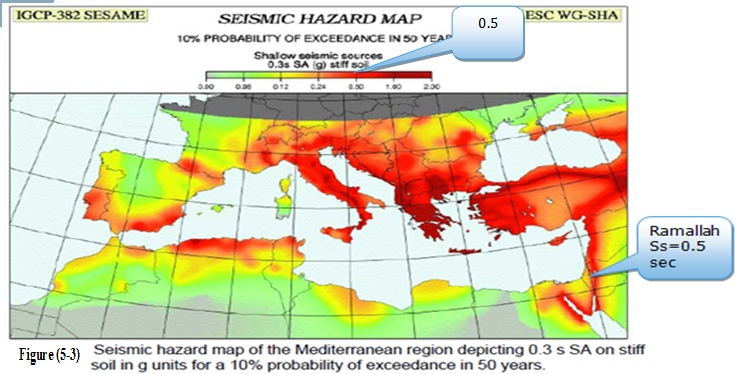 IGCP-382 SESAME
SEISMIC HAZARD MAP
ESC WG-SHA
10% PROBABILITY OF EXCEEDANCE IN 50 YEAR
0.5
Shallow seismic sources
0.3s SA (g) stiff soil
0.00 0.06 0.12 0.24 0.50 1.00 2.00
Ramallah
Ss=0.5
sec
Figure (5-3)
Seismic hazard map of the Mediterranean region depicting 0.3 s SA on stiff
soil in g units for a 10% probability of exceedance in 50 years.